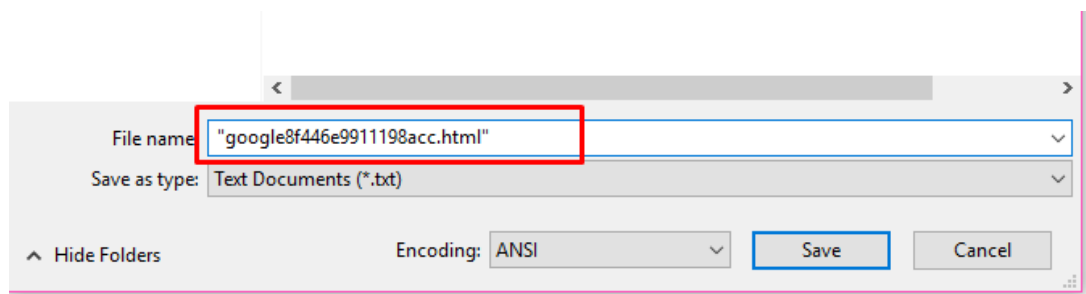 File name: "google8f446e9911198acc.html"
Save as type: Text Documents (*.txt)
Hide Folders Encoding: ANSI Save Cancel